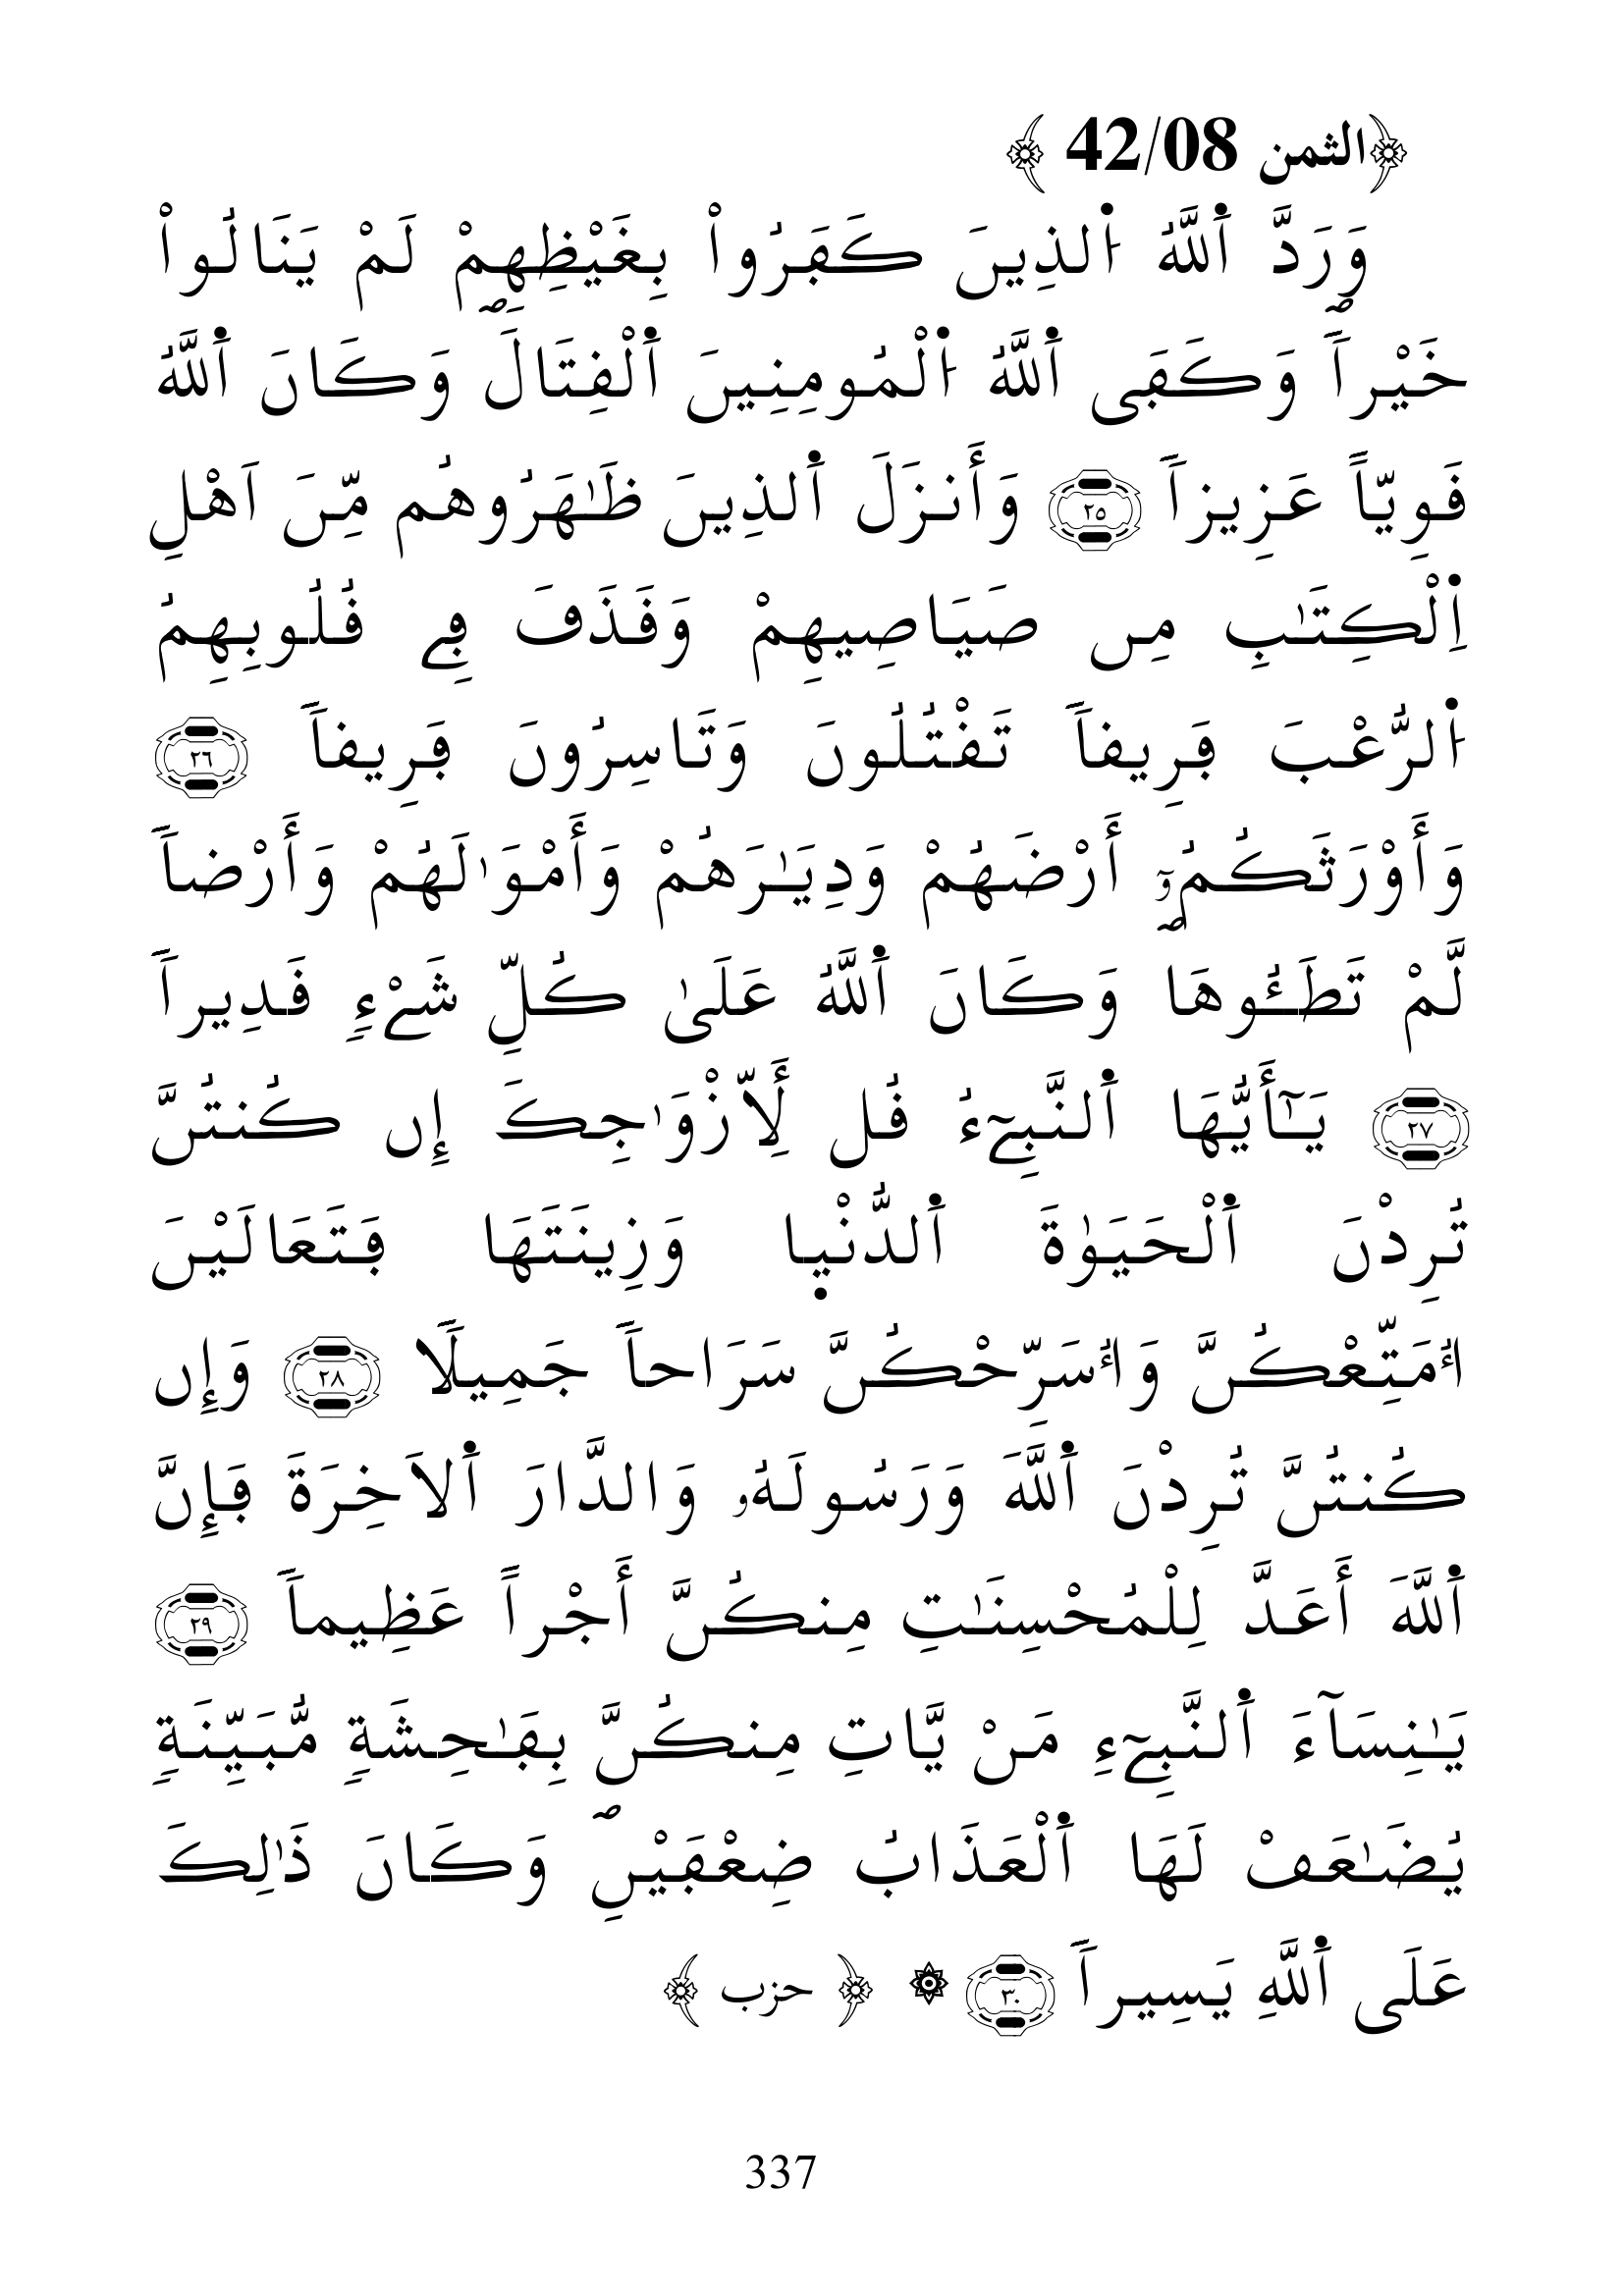 ﴿الثمن 42/08 ﴾
وَرَدَّ اَ۬للَّهُ اُ۬لذِينَ كَفَرُواْ بِغَيْظِهِمْ لَمْ يَنَالُواْ
خَيْراٗۖ وَكَفَى اَ۬للَّهُ اُ۬لْمُومِنِينَ اَ۬لْقِتَالَۖ وَكَانَ اَ۬للَّهُ
قَوِيّاً عَزِيزاٗ ٢٥ وَأَنزَلَ اَ۬لذِينَ ظَٰهَرُوهُم مِّنَ اَهْلِ
اِ۬لْكِتَٰبِ مِن صَيَاصِيهِمْ وَقَذَفَ فِے قُلُوبِهِمُ
اُ۬لرُّعْبَ فَرِيقاٗ تَقْتُلُونَ وَتَاسِرُونَ فَرِيقاٗ ٢٦
وَأَوْرَثَكُمُۥٓ أَرْضَهُمْ وَدِيَٰرَهُمْ وَأَمْوَٰلَهُمْ وَأَرْضاٗ
لَّمْ تَطَـُٔوهَاۖ وَكَانَ اَ۬للَّهُ عَلَىٰ كُلِّ شَےْءٖ قَدِيراٗ
٢٧ يَٰٓأَيُّهَا اَ۬لنَّبِےٓءُ قُل لِّأَزْوَٰجِكَ إِن كُنتُنَّ
تُرِدْنَ اَ۬لْحَيَوٰةَ اَ۬لدُّنْي۪ا وَزِينَتَهَا فَتَعَالَيْنَ
أُمَتِّعْكُنَّ وَأُسَرِّحْكُنَّ سَرَاحاٗ جَمِيلٗا ٢٨ وَإِن
كُنتُنَّ تُرِدْنَ اَ۬للَّهَ وَرَسُولَهُۥ وَالدَّارَ اَ۬لَاخِرَةَ فَإِنَّ
اَ۬للَّهَ أَعَدَّ لِلْمُحْسِنَٰتِ مِنكُنَّ أَجْراً عَظِيماٗ ٢٩
يَٰنِسَآءَ اَ۬لنَّبِےٓءِ مَنْ يَّاتِ مِنكُنَّ بِفَٰحِشَةٖ مُّبَيِّنَةٖ
يُضَٰعَفْ لَهَا اَ۬لْعَذَابُ ضِعْفَيْنِۖ وَكَانَ ذَٰلِكَ
عَلَى اَ۬للَّهِ يَسِيراٗ ٣٠ ۞ ﴿ حزب ﴾
337